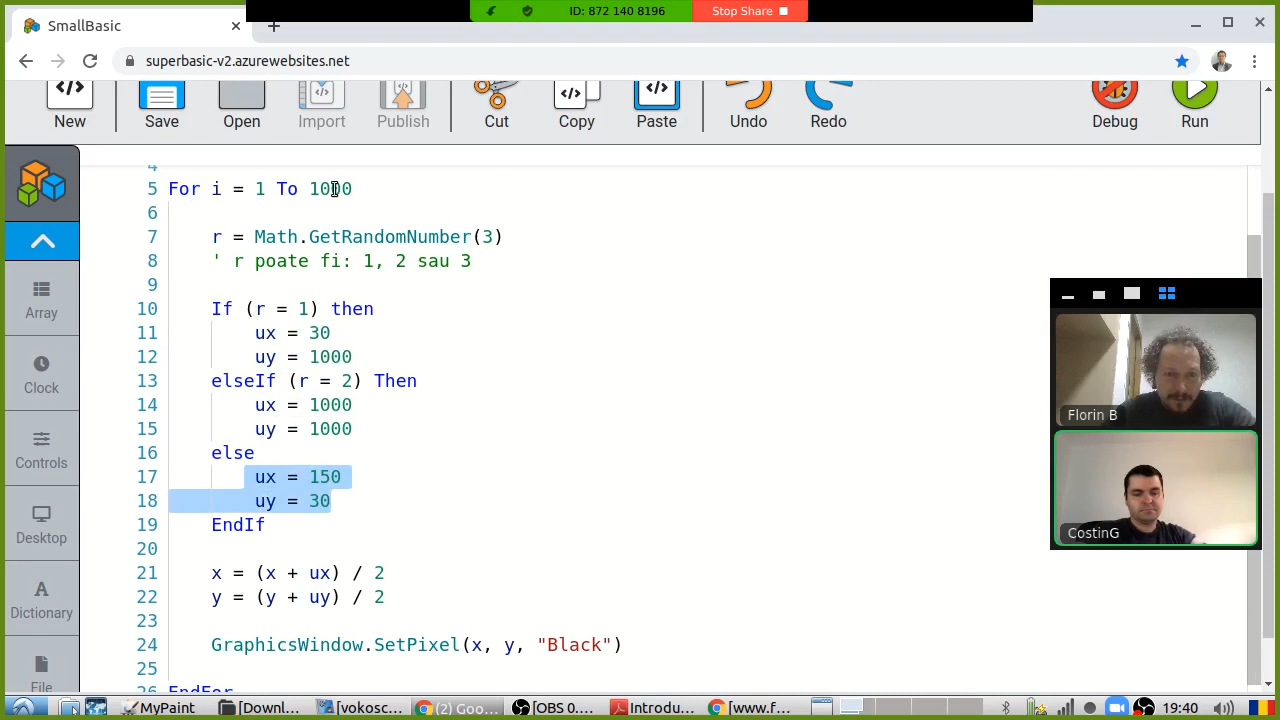 ID: 872 140 8196
Stop Share
SmallBasic
superbasic-v2.azurewebsites.net
New
Save
Open
Import
Publish
Cut
Copy
Paste
Undo
Redo
Debug
Run
4
5 For i = 1 To 1000
6
7 r = Math.GetRandomNumber(3)
8 ' r poate fi: 1, 2 sau 3
9
10 If (r = 1) then
11 ux = 30
12 uy = 1000
13 elseIf (r = 2) Then
14 ux = 1000
15 uy = 1000
16 else
17 ux = 150
18 uy = 30
19 EndIf
20
21 x = (x + ux) / 2
22 y = (y + uy) / 2
23
24 GraphicsWindow.SetPixel(x, y, "Black")
25
26 EndFor
Array
Clock
Controls
Desktop
Dictionary
File
Florin B
CostinG
MyPaint
[Downl...
[vokosc...
(2) Goo...
[OBS 0....
Introdu...
[www.f...
19:40